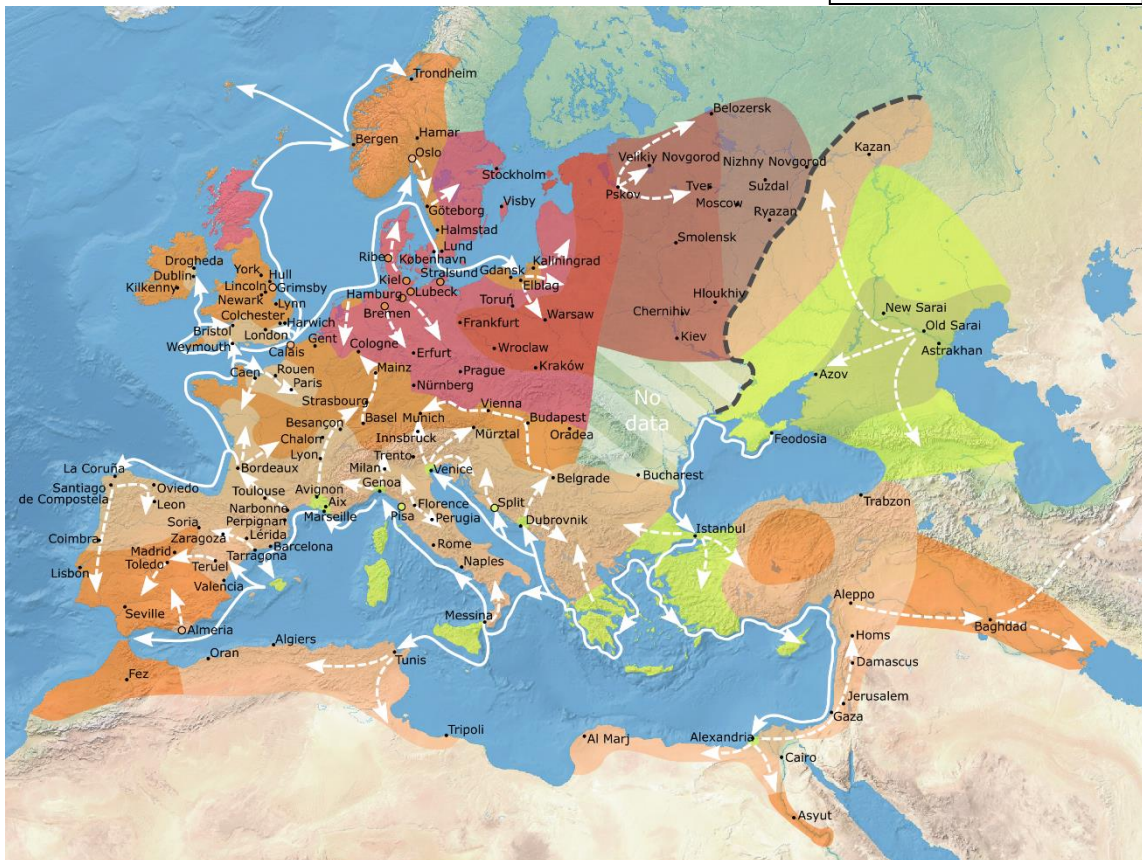 Trondheim
Belozersk
Bergen
Hamar
Oslo
Velikiy Novgorod
Nizhny Novgorod
Kazan
Stockholm
Pskov
Tver
Suzdal
Moscow
Visby
Göteborg
Ryazan
Halmstad
Smolensk
Drogheda
Ribe
København
Lund
Dublin
York
Hull
Kilkenny
Lincoln
Grimsby
Kiel
Stralsund
Gdansk
Kaliningrad
Elbląg
Newark
Lynn
Hamburg
Lubeck
Toruń
Hloukhiv
New Sarai
Colchester
Harwich
Bremen
Warsaw
Chernihiv
Bristol
London
Frankfurt
Old Sarai
Weymouth
Gent
Cologne
Erfurt
Wroclaw
Kiev
Astrakhan
Calais
Rouen
Mainz
Prague
Kraków
Azov
Caen
Paris
Nürnberg
No
data
Strasbourg
Vienna
Besançon
Basel
Munich
Budapest
Chalon
Innsbruck
Mürztal
Oradea
Feodosia
Lyon
Trento
La Coruña
Bordeaux
Milan
Venice
Belgrade
Bucharest
Santiago
de Compostela
Oviedo
Genoa
Leon
Toulouse
Avignon
Aix
Florence
Split
Trabzon
Narbonne
Marseille
Pisa
Perugia
Dubrovnik
Istanbul
Soria
Perpignan
Coimbra
Zaragoza
Lérida
Rome
Madrid
Tarragona
Barcelona
Lisbon
Toledo
Teruel
Naples
Valencia
Aleppo
Seville
Messina
Baghdad
Almeria
Homs
Algiers
Oran
Tunis
Damascus
Fez
Jerusalem
Gaza
Tripoli
Al Marj
Alexandria
Cairo
Asyut